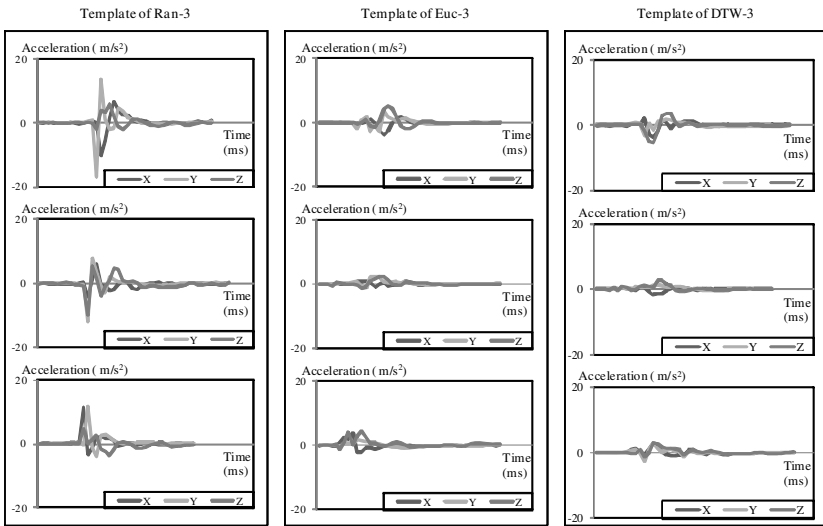 Template of Ran-3
Acceleration ( m/s²)
20
0
-20
Time
(ms)
X Y Z
Acceleration ( m/s²)
20
0
-20
Time
(ms)
X Y Z
Acceleration ( m/s²)
20
0
-20
Time
(ms)
X Y Z
Template of Euc-3
Acceleration ( m/s²)
20
0
-20
Time
(ms)
X Y Z
Acceleration ( m/s²)
20
0
-20
Time
(ms)
X Y Z
Acceleration ( m/s²)
20
0
-20
Time
(ms)
X Y Z
Template of DTW-3
Acceleration ( m/s²)
20
0
-20
Time
(ms)
X Y Z
Acceleration ( m/s²)
20
0
-20
Time
(ms)
X Y Z
Acceleration ( m/s²)
20
0
-20
Time
(ms)
X Y Z